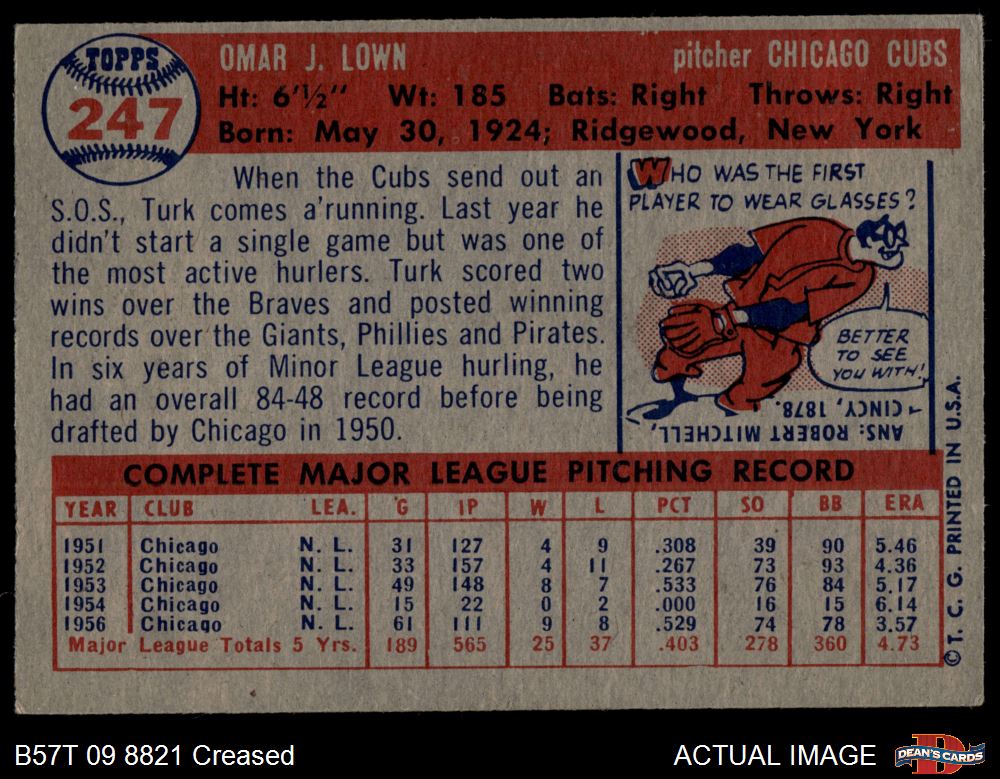 TOPPS
247
OMAR J. LOWN
pitcher CHICAGO CUBS
Ht: 6'½" Wt: 185 Bats: Right Throws: Right
Born: May 30, 1924; Ridgewood, New York
When the Cubs send out an
S.O.S., Turk comes a'running. Last year he
didn't start a single game but was one of
the most active hurlers. Turk scored two
wins over the Braves and posted winning
records over the Giants, Phillies and Pirates.
In six years of Minor League hurling, he
had an overall 84-48 record before being
drafted by Chicago in 1950.
WHO WAS THE FIRST
PLAYER TO WEAR GLASSES?
BETTER
TO SEE
YOU WITH!
ANS: ROBERT MITCHELL,
- CINCY, 1878.
COMPLETE MAJOR LEAGUE PITCHING RECORD
YEAR CLUB LEA. G IP W L PCT SO BB ERA
1951 Chicago N. L. 31 127 4 9 .308 39 90 5.46
1952 Chicago N. L. 33 157 4 11 .267 73 93 4.36
1953 Chicago N. L. 49 148 8 7 .533 76 84 5.17
1954 Chicago N. L. 15 22 0 2 .000 16 15 6.14
1956 Chicago N. L. 61 111 9 8 .529 74 78 3.57
Major League Totals 5 Yrs. 189 565 25 37 .403 278 360 4.73
© T. C. G. PRINTED IN U.S.A.
B57T 09 8821 Creased
ACTUAL IMAGE
DEAN'S CARDS